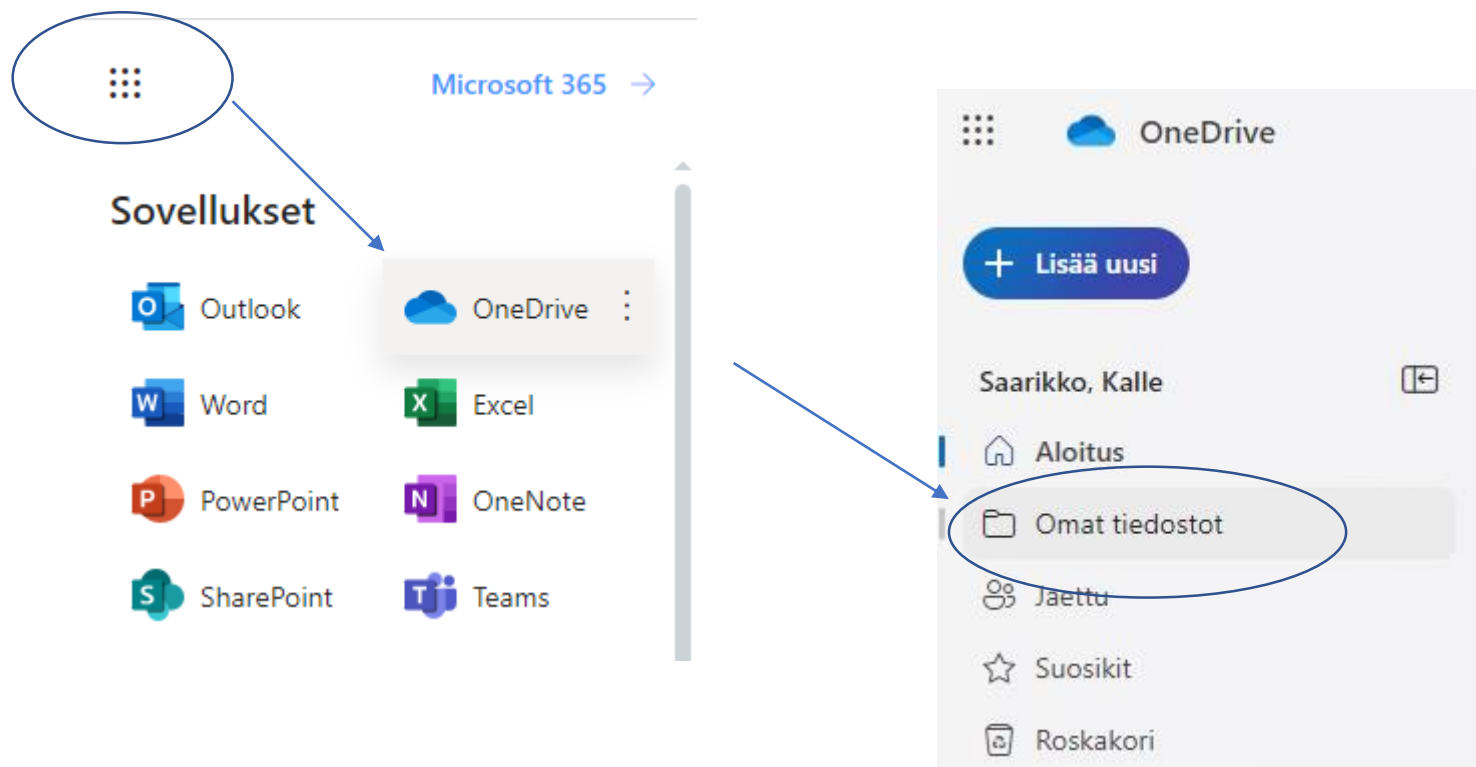 Microsoft 365 →
Sovellukset
Outlook
OneDrive
Word
Excel
PowerPoint
OneNote
SharePoint
Teams
OneDrive
+ Lisää uusi
Saarikko, Kalle
Aloitus
Omat tiedostot
Jaettu
Suosikit
Roskakori